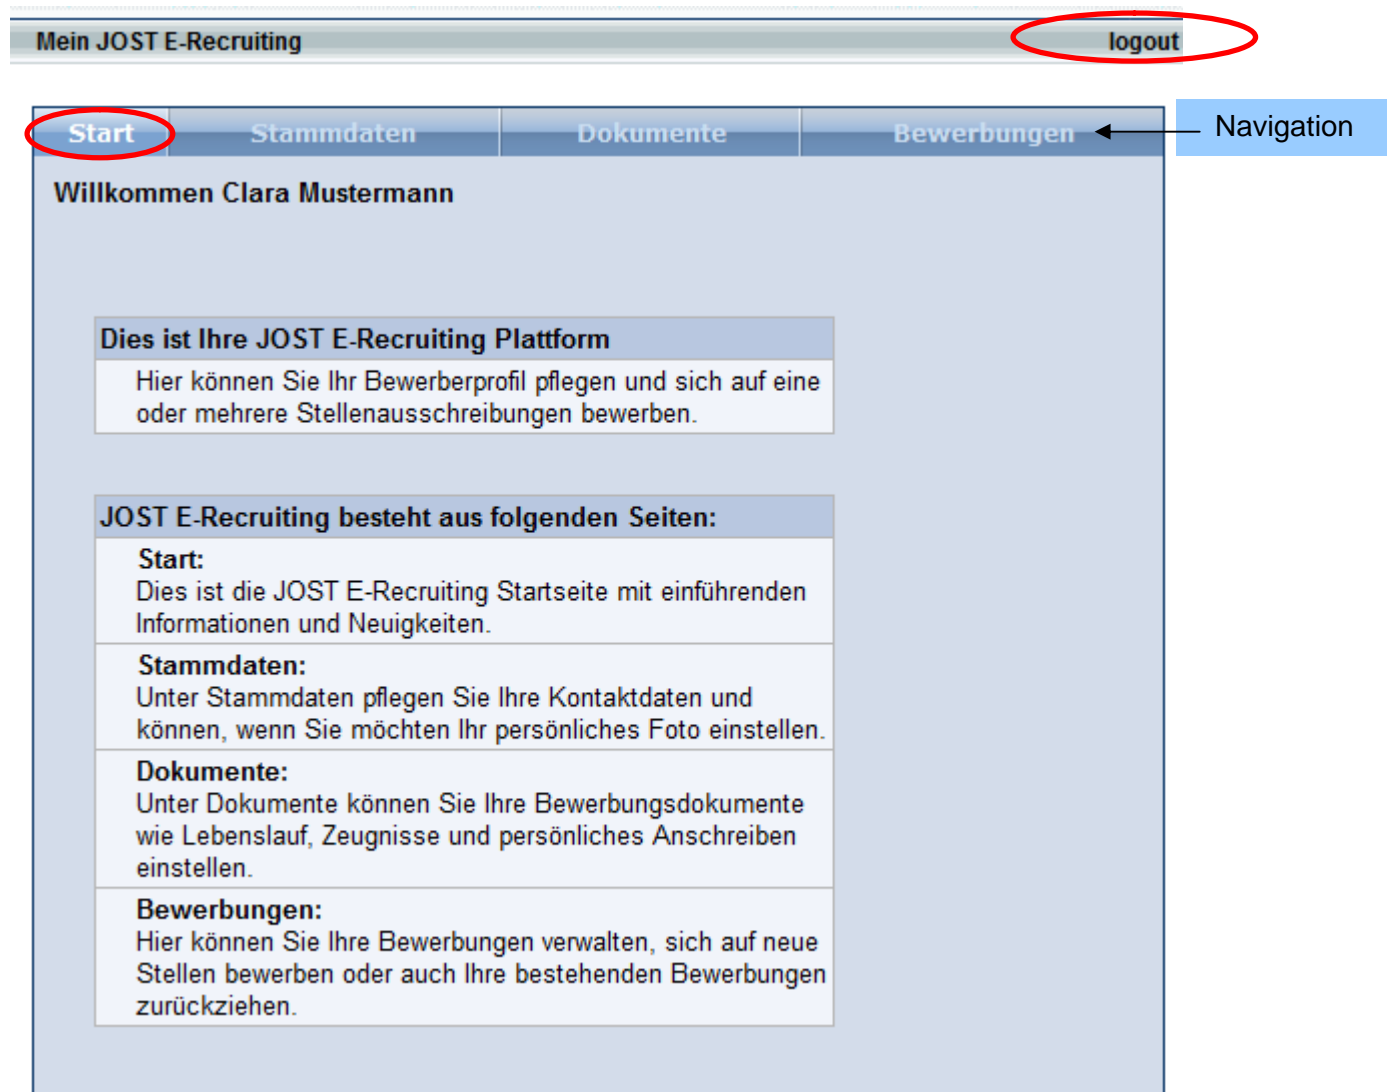 Mein JOST E-Recruiting logout
Start Stammdaten Dokumente Bewerbungen Navigation
Willkommen Clara Mustermann
Dies ist Ihre JOST E-Recruiting Plattform
Hier können Sie Ihr Bewerberprofil pflegen und sich auf eine
oder mehrere Stellenausschreibungen bewerben.
JOST E-Recruiting besteht aus folgenden Seiten:
Start:
Dies ist die JOST E-Recruiting Startseite mit einführenden
Informationen und Neuigkeiten.
Stammdaten:
Unter Stammdaten pflegen Sie Ihre Kontaktdaten und
können, wenn Sie möchten Ihr persönliches Foto einstellen.
Dokumente:
Unter Dokumente können Sie Ihre Bewerbungsdokumente
wie Lebenslauf, Zeugnisse und persönliches Anschreiben
einstellen.
Bewerbungen:
Hier können Sie Ihre Bewerbungen verwalten, sich auf neue
Stellen bewerben oder auch Ihre bestehenden Bewerbungen
zurückziehen.